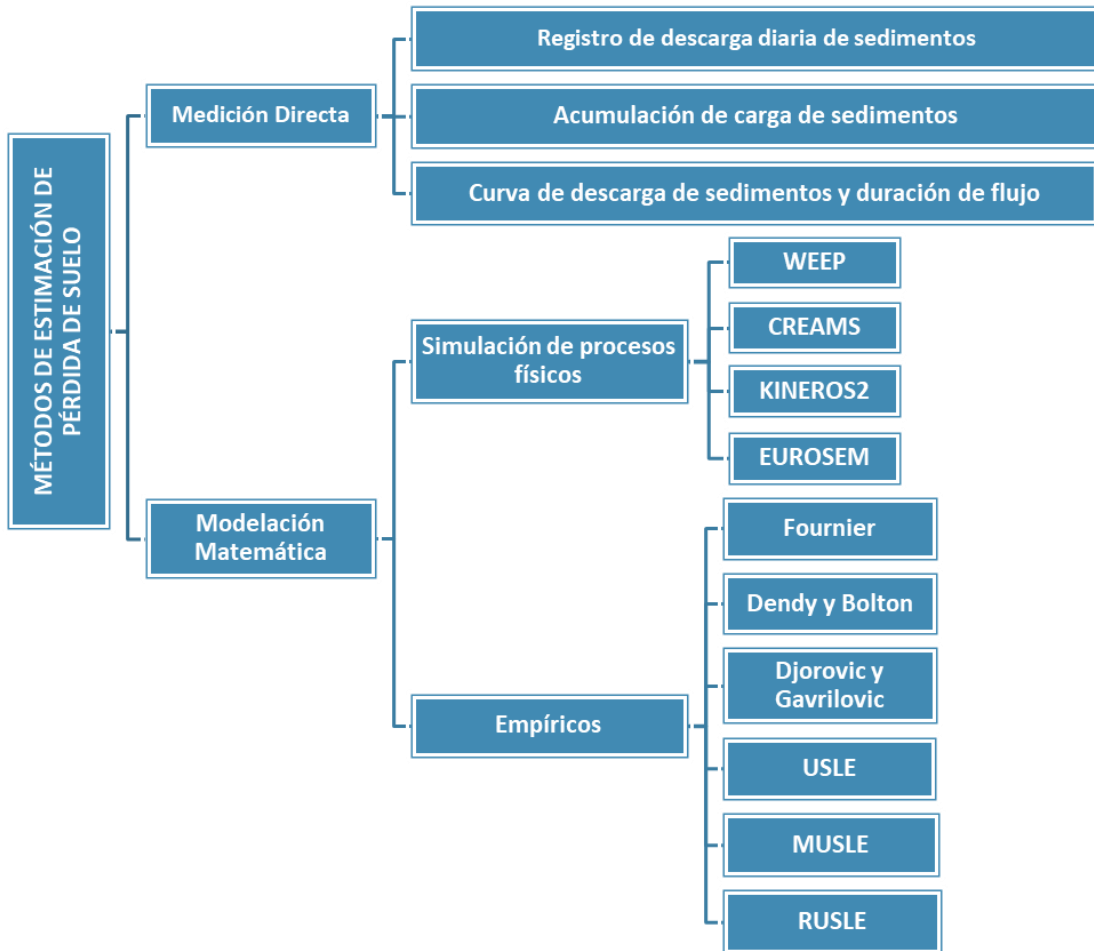 MÉTODOS DE ESTIMACIÓN DE
PÉRDIDA DE SUELO
Medición Directa
Registro de descarga diaria de sedimentos
Acumulación de carga de sedimentos
Curva de descarga de sedimentos y duración de flujo
Modelación
Matemática
Simulación de procesos
físicos
WEEP
CREAMS
KINEROS2
EUROSEM
Empíricos
Fournier
Dendy y Bolton
Djorovic y
Gavrilovic
USLE
MUSLE
RUSLE